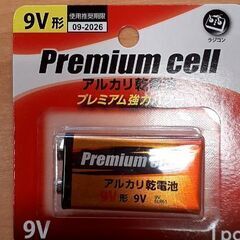 9V形
使用推奨期限
09-2026
ラジコン
Premium cell
アルカリ乾電池
プレミアム強力
Premium cell
アルカリ乾電池
9V形 9V
9V
1pc